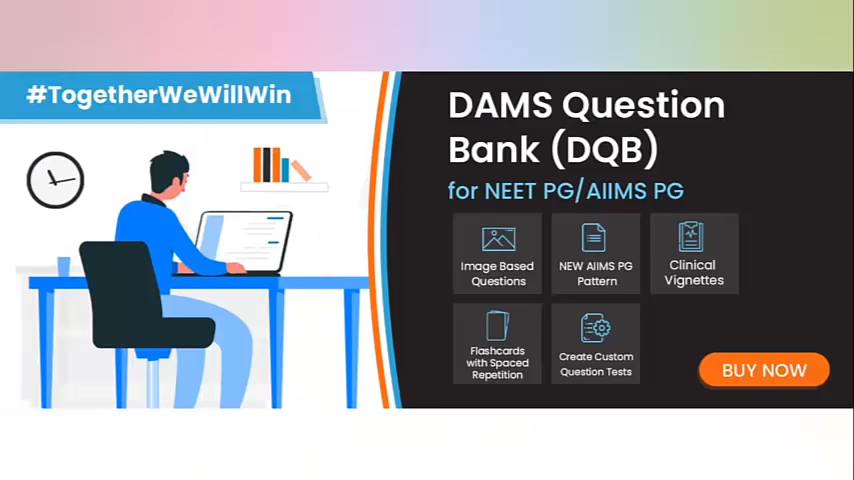 #TogetherWeWillWin
DAMS Question
Bank (DQB)
for NEET PG/AIIMS PG
Image Based
Questions
NEW AIIMS PG
Pattern
Clinical
Vignettes
Flashcards
with Spaced
Repetition
Create Custom
Question Tests
BUY NOW